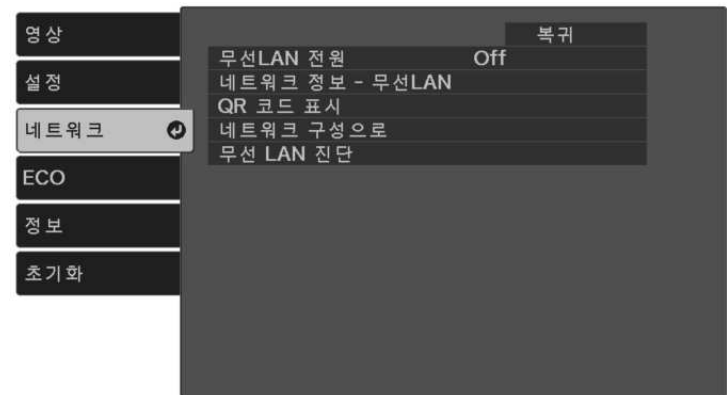 영상
설정
네트워크
ECO
정보
초기화
복귀
무선LAN 전원 Off
네트워크 정보 - 무선LAN
QR 코드 표시
네트워크 구성으로
무선 LAN 진단